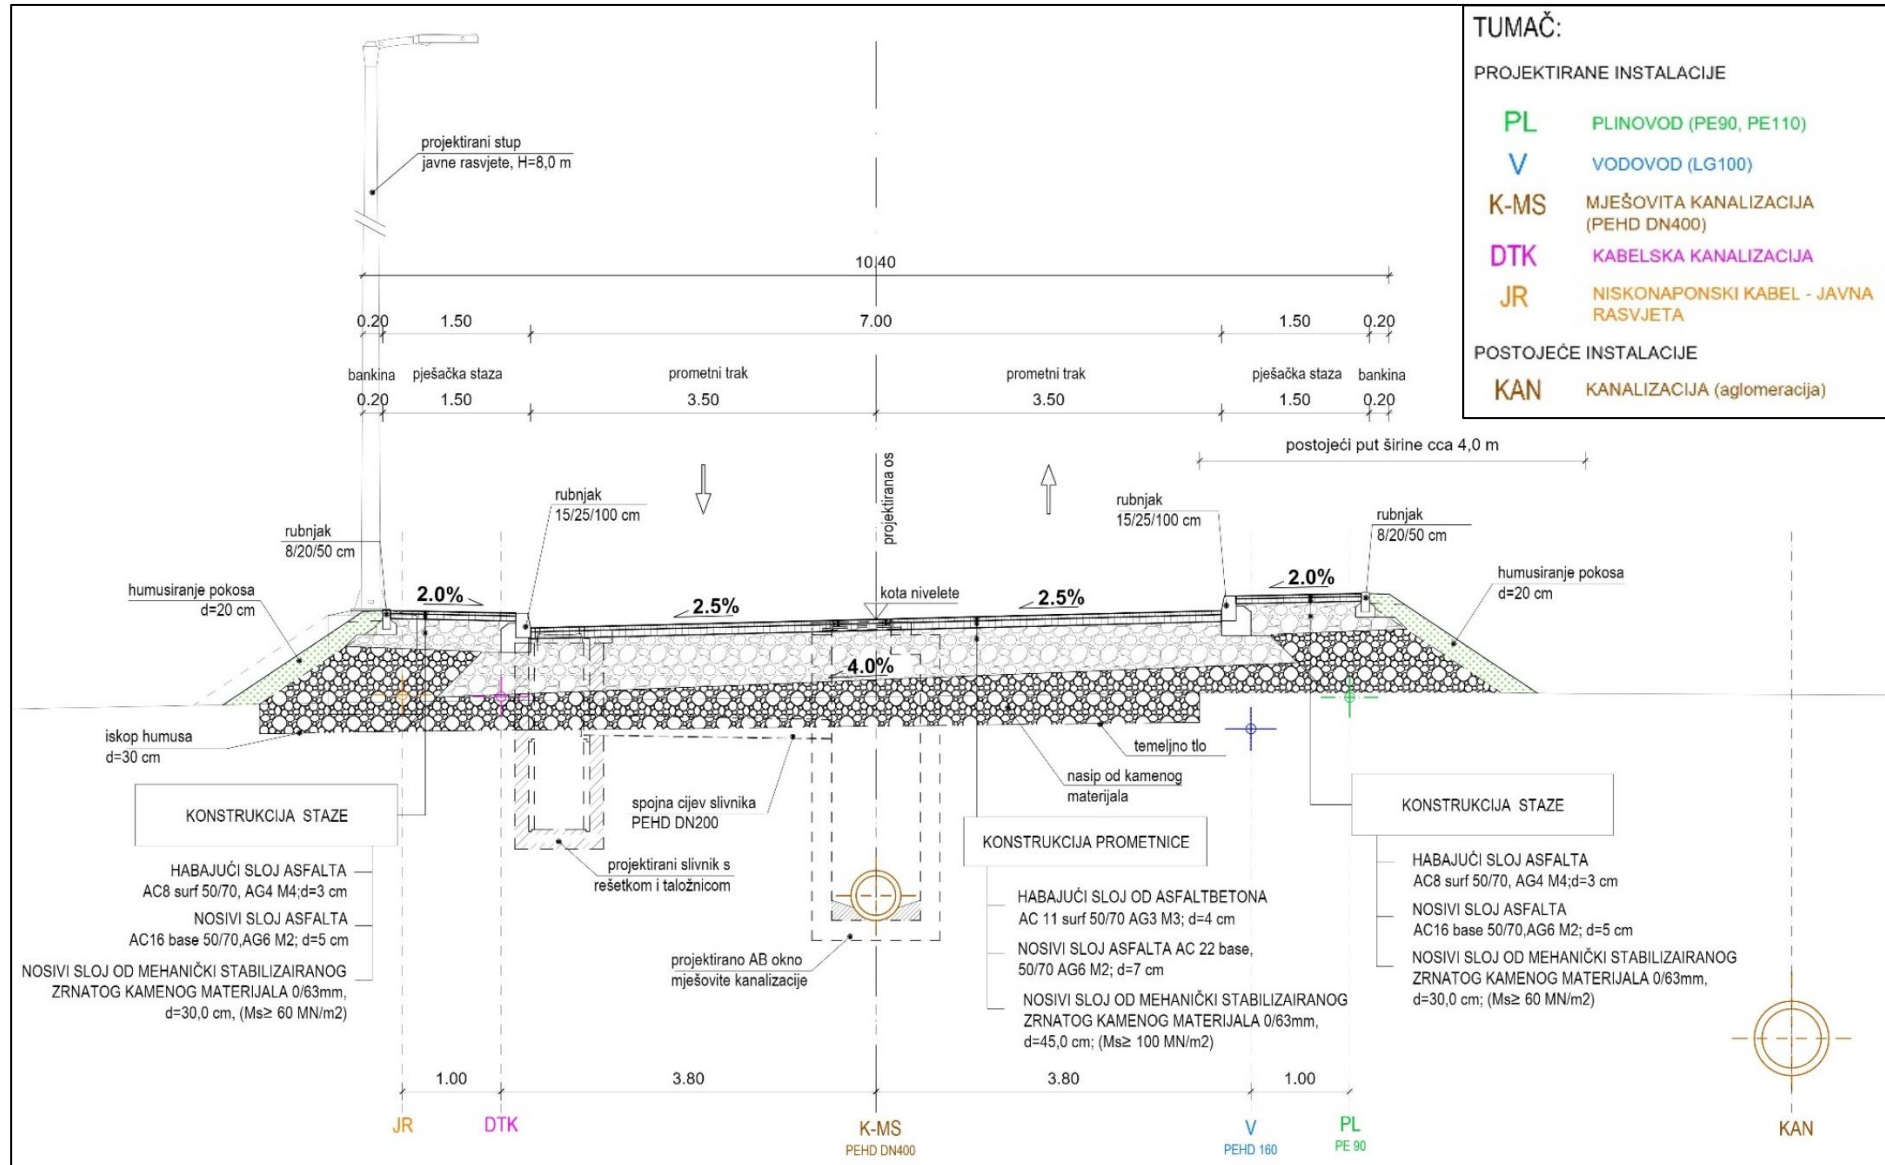 TUMAČ:
PROJEKTIRANE INSTALACIJE
PL PLINOVOD (PE90, PE110)
V VODOVOD (LG100)
K-MS MJEŠOVITA KANALIZACIJA
(PEHD DN400)
DTK KABELSKA KANALIZACIJA
JR NISKONAPONSKI KABEL - JAVNA
RASVJETA
POSTOJEĆE INSTALACIJE
KAN KANALIZACIJA (aglomeracija)
projektirani stup
javne rasvjete, H=8,0 m
10.40
0.20 1.50 7.00 1.50 0.20
bankina pješačka staza prometni trak prometni trak pješačka staza bankina
0.20 1.50 3.50 3.50 1.50 0.20
postojeći put širine cca 4,0 m
projektirana os
rubnjak
15/25/100 cm
rubnjak
15/25/100 cm
rubnjak
8/20/50 cm
rubnjak
8/20/50 cm
humusiranje pokosa
d=20 cm
humusiranje pokosa
d=20 cm
2.0%
2.5%
kota nivelete
2.5%
2.0%
4.0%
iskop humusa
d=30 cm
temeljno tlo
nasip od kamenog
materijala
spojna cijev slivnika
PEHD DN200
projektirani slivnik s
rešetkom i taložnicom
projektirano AB okno
mješovite kanalizacije
KONSTRUKCIJA STAZE
HABAJUĆI SLOJ ASFALTA
AC8 surf 50/70, AG4 M4;d=3 cm
NOSIVI SLOJ ASFALTA
AC16 base 50/70,AG6 M2; d=5 cm
NOSIVI SLOJ OD MEHANIČKI STABILIZAIRANOG
ZRNATOG KAMENOG MATERIJALA 0/63mm,
d=30,0 cm, (Ms≥ 60 MN/m2)
KONSTRUKCIJA PROMETNICE
HABAJUĆI SLOJ OD ASFALTBETONA
AC 11 surf 50/70 AG3 M3; d=4 cm
NOSIVI SLOJ ASFALTA AC 22 base,
50/70 AG6 M2; d=7 cm
NOSIVI SLOJ OD MEHANIČKI STABILIZAIRANOG
ZRNATOG KAMENOG MATERIJALA 0/63mm,
d=45,0 cm; (Ms≥ 100 MN/m2)
KONSTRUKCIJA STAZE
HABAJUĆI SLOJ ASFALTA
AC8 surf 50/70, AG4 M4;d=3 cm
NOSIVI SLOJ ASFALTA
AC16 base 50/70,AG6 M2; d=5 cm
NOSIVI SLOJ OD MEHANIČKI STABILIZAIRANOG
ZRNATOG KAMENOG MATERIJALA 0/63mm,
d=30,0 cm; (Ms≥ 60 MN/m2)
1.00 3.80 3.80 1.00
JR DTK K-MS V PL KAN
PEHD DN400 PEHD 160 PE 90